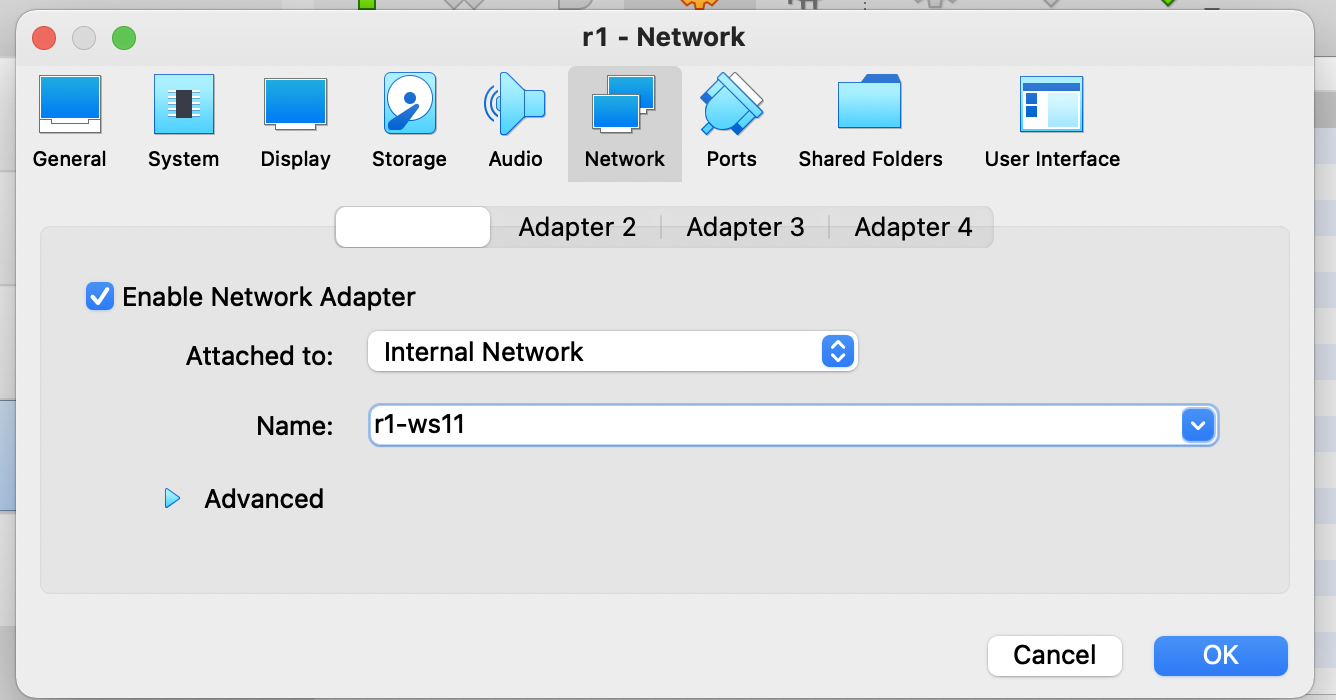 r1 - Network
General System Display Storage Audio Network Ports Shared Folders User Interface
Adapter 2 Adapter 3 Adapter 4
Enable Network Adapter
Attached to: Internal Network
Name: r1-ws11
Advanced
Cancel OK